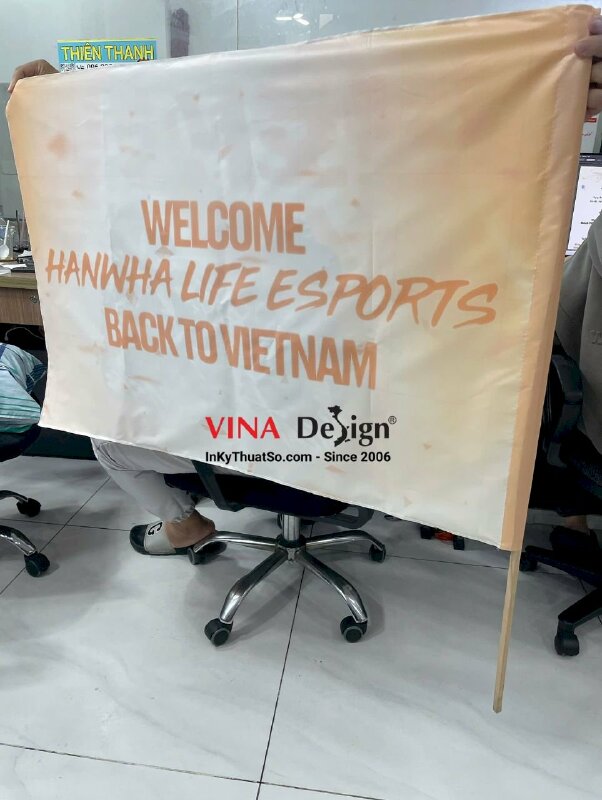 THIÊN THANH
WELCOME
HANWHA LIFE ESPORTS
BACK TO VIETNAM
VINA Design®
InKyThuatSo.com - Since 2006